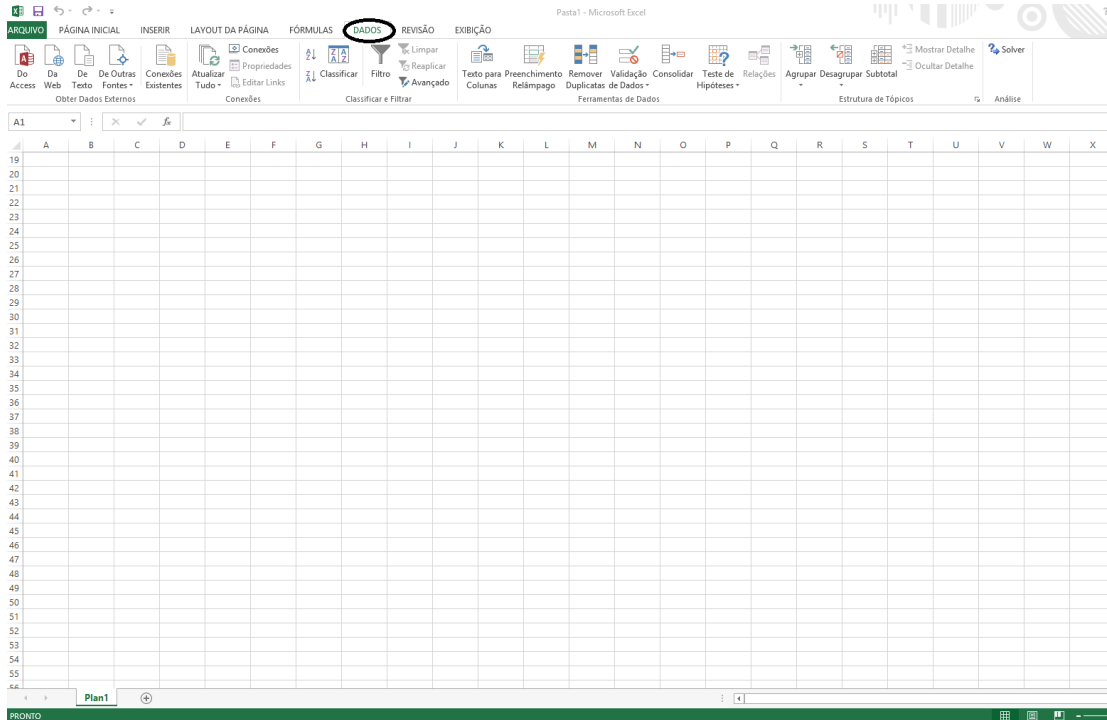 Pasta1 - Microsoft Excel
ARQUIVO PÁGINA INICIAL INSERIR LAYOUT DA PÁGINA FÓRMULAS DADOS REVISÃO EXIBIÇÃO
Do Access
Da Web
De Texto
De Outras Fontes
Conexões Existentes
Obter Dados Externos
Atualizar Tudo
Conexões
Propriedades
Editar Links
Conexões
Classificar
Filtro
Limpar
Reaplicar
Avançado
Classificar e Filtrar
Texto para Colunas
Preenchimento Relâmpago
Remover Duplicatas
Validação de Dados
Consolidar
Teste de Hipóteses
Relações
Ferramentas de Dados
Agrupar
Desagrupar
Subtotal
Mostrar Detalhe
Ocultar Detalhe
Estrutura de Tópicos
Solver
Análise
A1
fx
A B C D E F G H I J K L M N O P Q R S T U V W X
19
20
21
22
23
24
25
26
27
28
29
30
31
32
33
34
35
36
37
38
39
40
41
42
43
44
45
46
47
48
49
50
51
52
53
54
55
56
Plan1
PRONTO